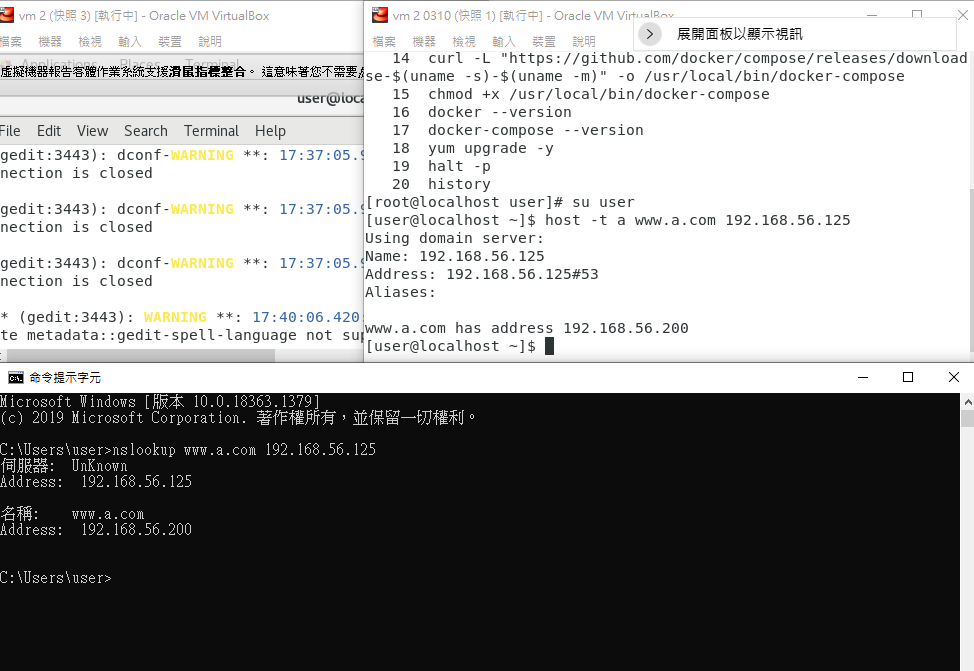 vm 2 (快照 3) [執行中] - Oracle VM VirtualBox
檔案 機器 檢視 輸入 裝置 說明
Applications Places Terminal
虛擬機器報告客體作業系統支援滑鼠指標整合。 這意味著您不需要
user@loca
File Edit View Search Terminal Help
gedit:3443): dconf-WARNING **: 17:37:05.9
nection is closed
gedit:3443): dconf-WARNING **: 17:37:05.9
nection is closed
gedit:3443): dconf-WARNING **: 17:37:05.9
nection is closed
* (gedit:3443): WARNING **: 17:40:06.420:
te metadata::gedit-spell-language not sup
vm 2 0310 (快照 1) [執行中] - Oracle VM VirtualBox
檔案 機器 檢視 輸入 裝置 說明
展開面板以顯示視訊
14 curl -L "https://github.com/docker/compose/releases/download
se-$(uname -s)-$(uname -m)" -o /usr/local/bin/docker-compose
15 chmod +x /usr/local/bin/docker-compose
16 docker --version
17 docker-compose --version
18 yum upgrade -y
19 halt -p
20 history
[root@localhost user]# su user
[user@localhost ~]$ host -t a www.a.com 192.168.56.125
Using domain server:
Name: 192.168.56.125
Address: 192.168.56.125#53
Aliases:
www.a.com has address 192.168.56.200
[user@localhost ~]$
命令提示字元
Microsoft Windows [版本 10.0.18363.1379]
(c) 2019 Microsoft Corporation. 著作權所有，並保留一切權利。
C:\Users\user>nslookup www.a.com 192.168.56.125
伺服器: UnKnown
Address: 192.168.56.125
名稱: www.a.com
Address: 192.168.56.200
C:\Users\user>